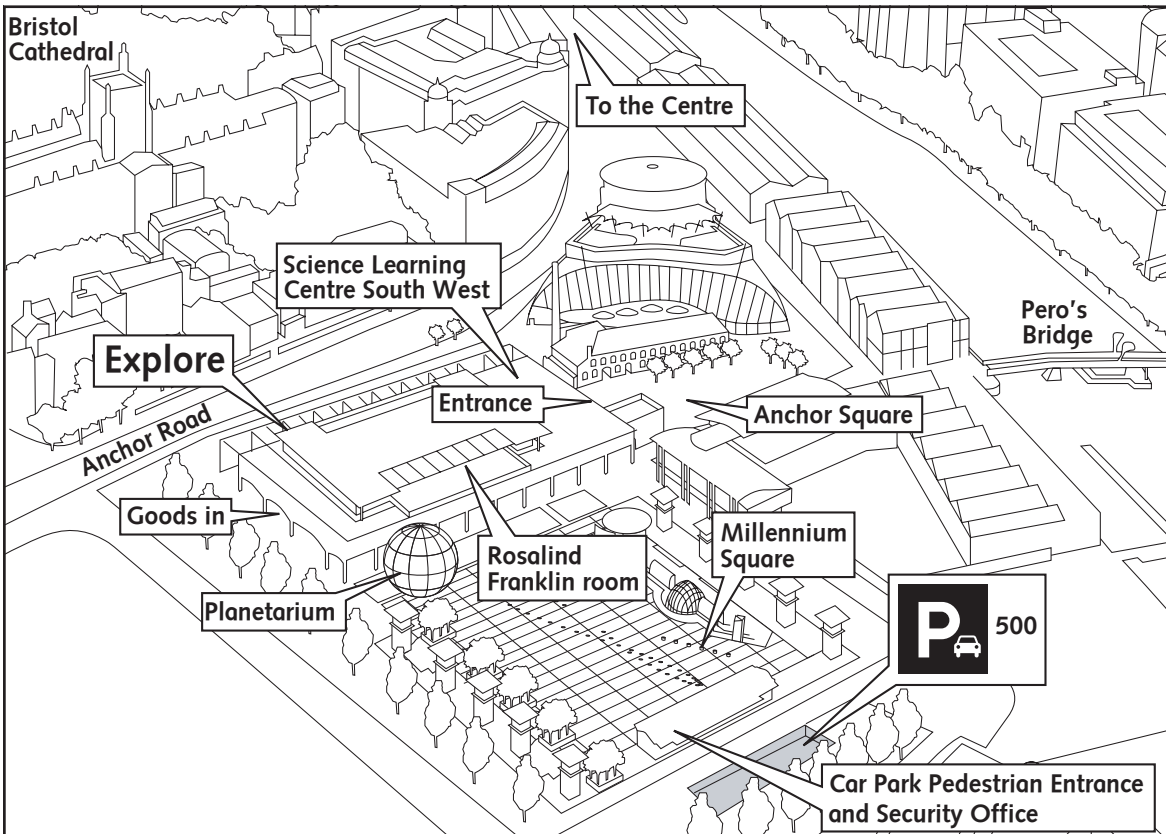 Bristol
Cathedral
To the Centre
Science Learning
Centre South West
Pero's
Bridge
Explore
Entrance
Anchor Square
Anchor Road
Goods in
Millennium
Square
Rosalind
Franklin room
Planetarium
P
500
Car Park Pedestrian Entrance
and Security Office